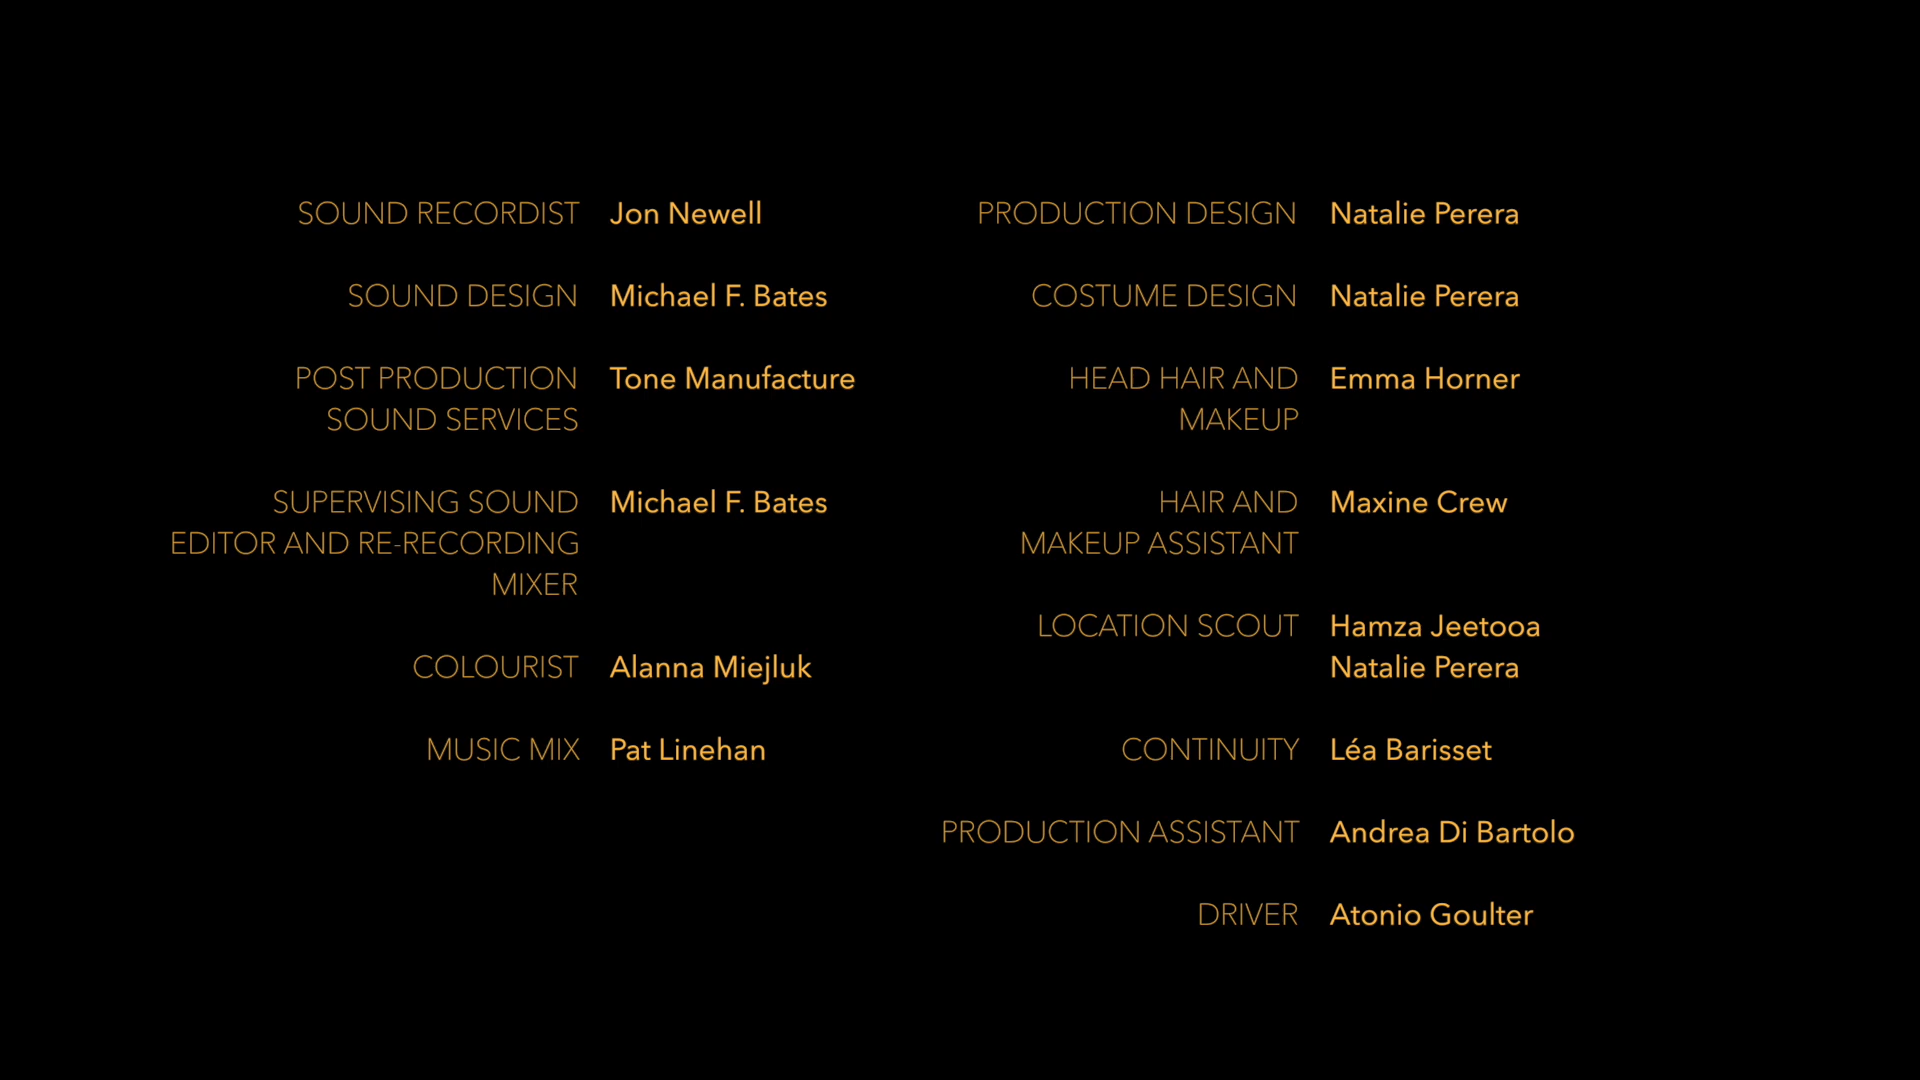 SOUND RECORDIST Jon Newell
SOUND DESIGN Michael F. Bates
POST PRODUCTION Tone Manufacture
SOUND SERVICES
SUPERVISING SOUND Michael F. Bates
EDITOR AND RE-RECORDING
MIXER
COLOURIST Alanna Miejluk
MUSIC MIX Pat Linehan
PRODUCTION DESIGN Natalie Perera
COSTUME DESIGN Natalie Perera
HEAD HAIR AND Emma Horner
MAKEUP
HAIR AND Maxine Crew
MAKEUP ASSISTANT
LOCATION SCOUT Hamza Jeetooa
Natalie Perera
CONTINUITY Léa Barisset
PRODUCTION ASSISTANT Andrea Di Bartolo
DRIVER Atonio Goulter